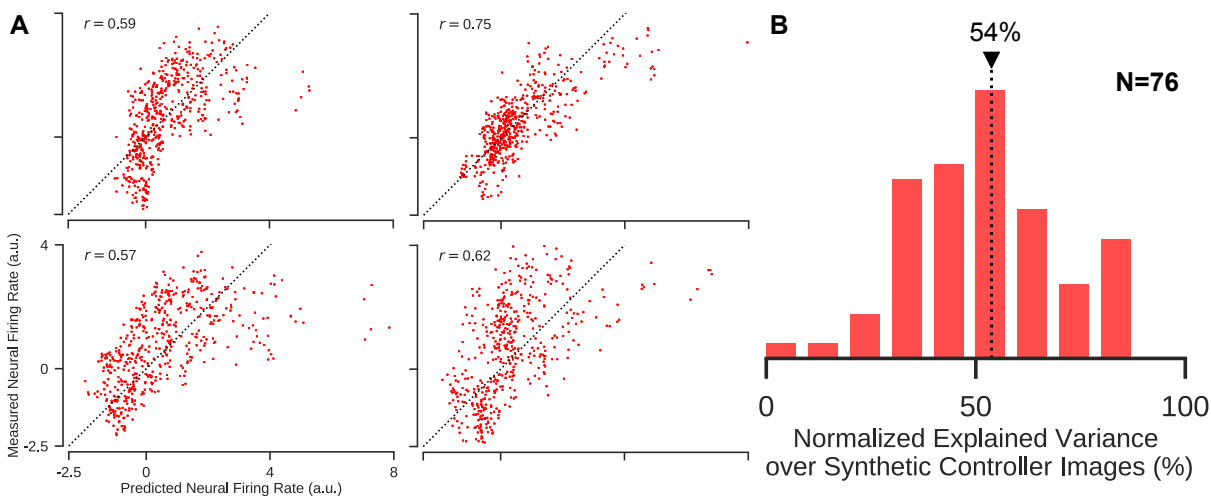 A
r = 0.59
r = 0.75
B
54%
N=76
r = 0.57
r = 0.62
Measured Neural Firing Rate (a.u.)
4
0
-2.5
-2.5
0
4
8
Predicted Neural Firing Rate (a.u.)
0
50
100
Normalized Explained Variance
over Synthetic Controller Images (%)